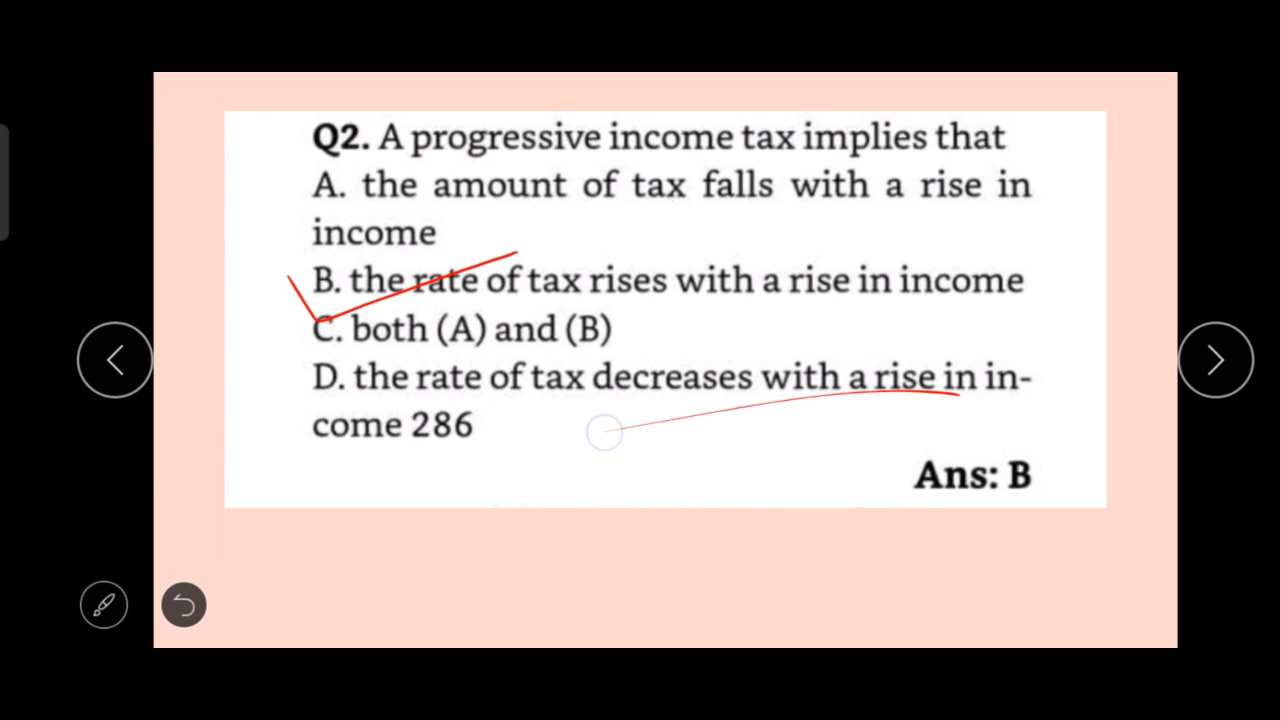 Q2. A progressive income tax implies that
A. the amount of tax falls with a rise in
income
B. the rate of tax rises with a rise in income
C. both (A) and (B)
D. the rate of tax decreases with a rise in in-
come 286
Ans: B